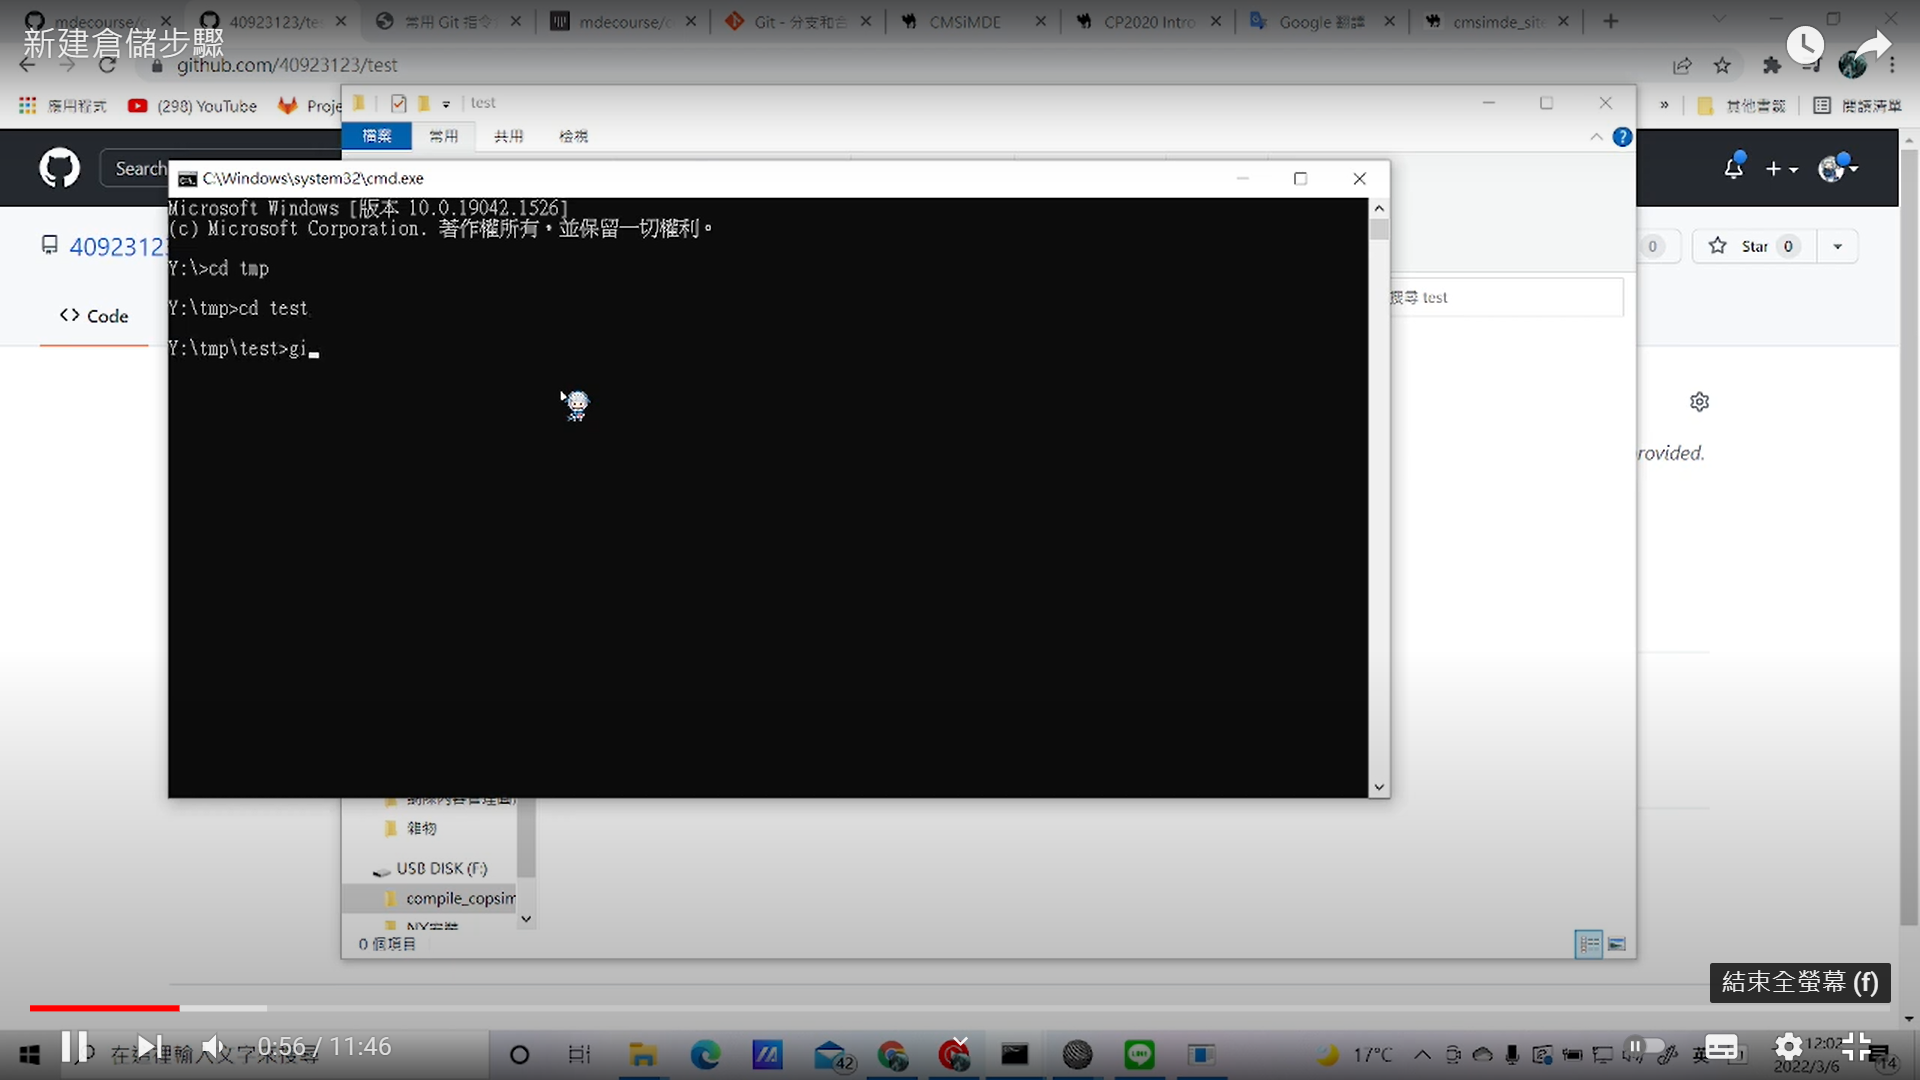 mdecourse/c
40923123/te
常用 Git 指令
mdecourse/c
Git - 分支和合
CMSiMDE
CP2020 Intro
Google 翻譯
cmsimde_site
新建倉儲步驟
github.com/40923123/test
應用程式
(298) YouTube
Proje
test
其他書籤
閱讀清單
檔案
常用
共用
檢視
Search
C:\Windows\system32\cmd.exe
Microsoft Windows [版本 10.0.19042.1526]
(c) Microsoft Corporation. 著作權所有，並保留一切權利。
Y:\>cd tmp
Y:\tmp>cd test
Y:\tmp\test>gi
4092312
0
Star 0
搜尋 test
Code
rovided.
雜物
USB DISK (F:)
compile_copsim
NX安裝
0 個項目
結束全螢幕 (f)
在這裡輸入文字來搜尋
0:56 / 11:46
42
17°C
英
12:02
2022/3/6
14